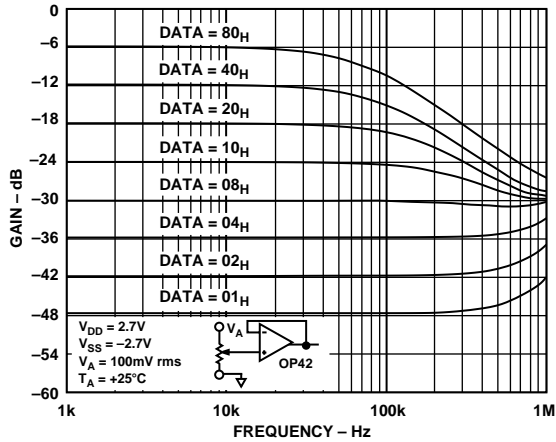 0
–6
–12
–18
–24
–30
–36
–42
–48
–54
–60
GAIN – dB
DATA = 80H
DATA = 40H
DATA = 20H
DATA = 10H
DATA = 08H
DATA = 04H
DATA = 02H
DATA = 01H
VDD = 2.7V
VSS = –2.7V
VA = 100mV rms
TA = +25°C
VA
–
+
OP42
1k 10k 100k 1M
FREQUENCY – Hz